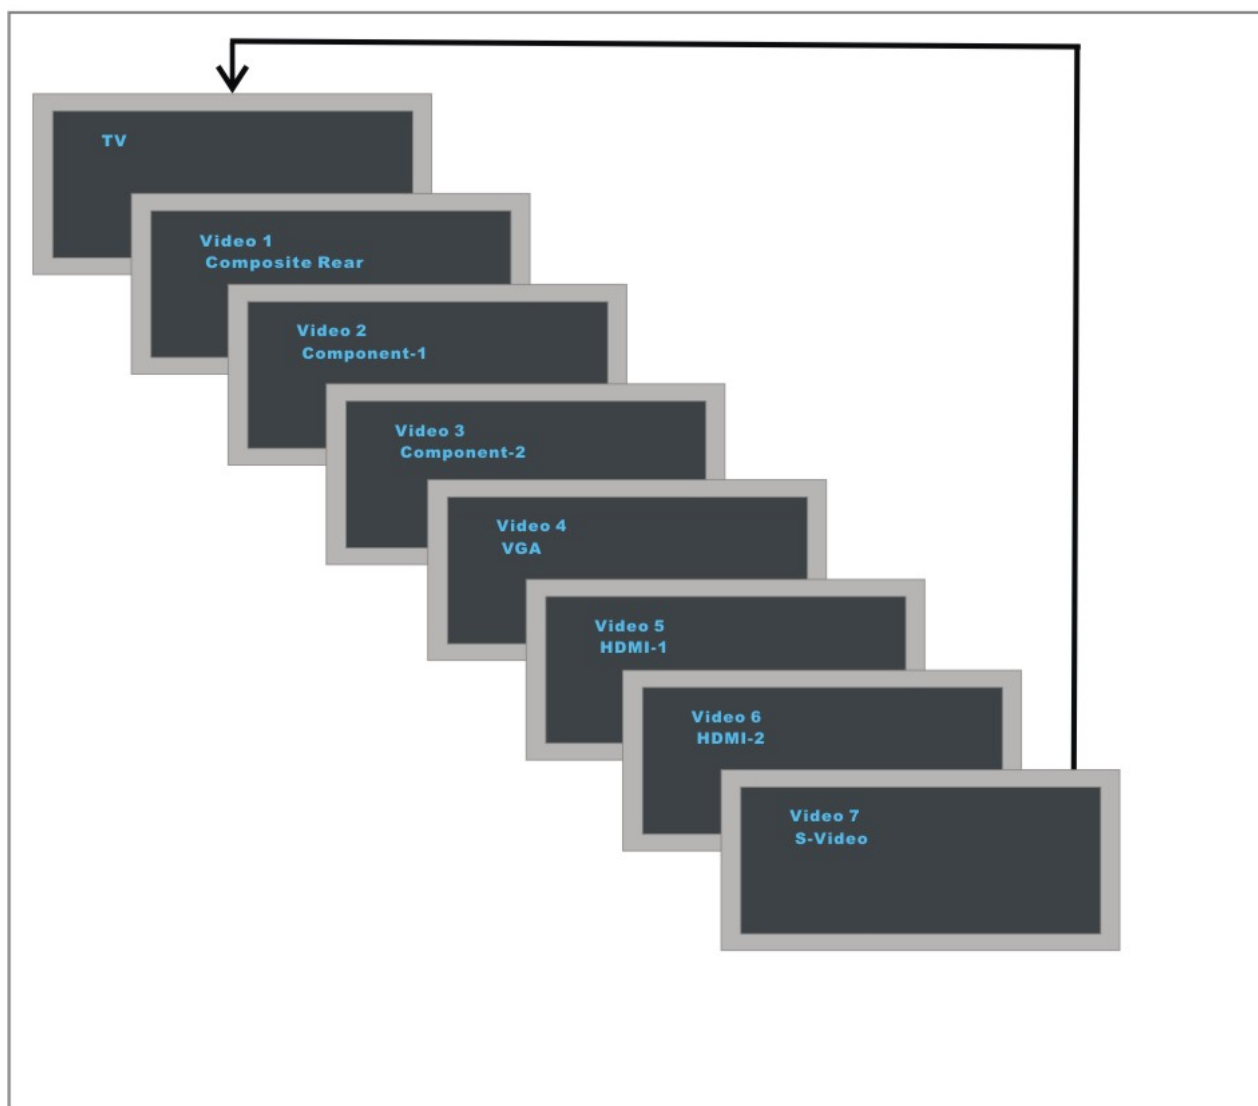 TV
Video 1
Composite Rear
Video 2
Component-1
Video 3
Component-2
Video 4
VGA
Video 5
HDMI-1
Video 6
HDMI-2
Video 7
S-Video